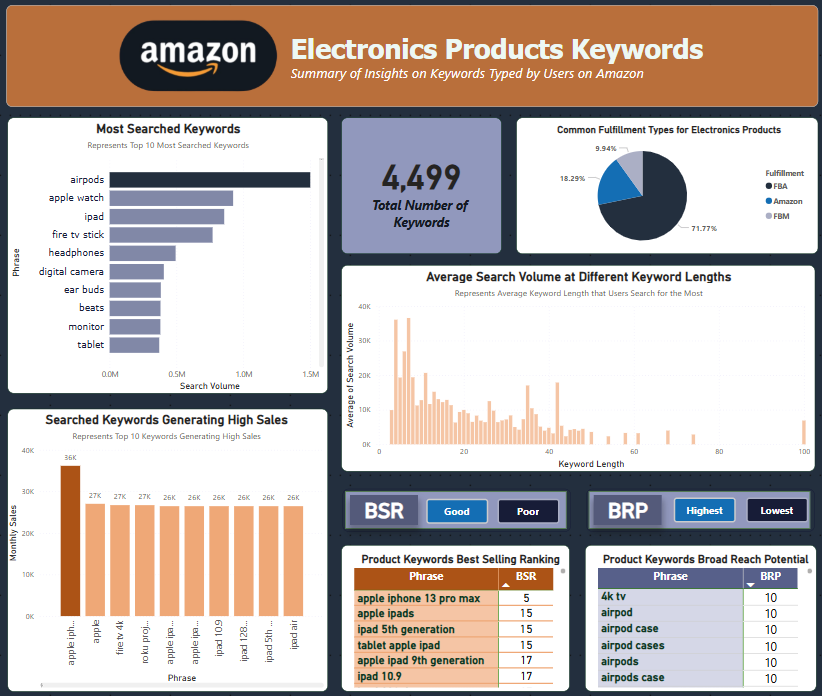 amazon
Electronics Products Keywords
Summary of Insights on Keywords Typed by Users on Amazon
Most Searched Keywords
Represents Top 10 Most Searched Keywords
Phrase
airpods
apple watch
ipad
fire tv stick
headphones
digital camera
ear buds
beats
monitor
tablet
0.0M 0.5M 1.0M 1.5M
Search Volume
4,499
Total Number of
Keywords
Common Fulfillment Types for Electronics Products
9.94%
18.29%
71.77%
Fulfillment
FBA
Amazon
FBM
Average Search Volume at Different Keyword Lengths
Represents Average Keyword Length that Users Search for the Most
Average of Search Volume
40K
30K
20K
10K
0K
0 20 40 60 80 100
Keyword Length
Searched Keywords Generating High Sales
Represents Top 10 Keywords Generating High Sales
Monthly Sales
40K
30K
20K
10K
0K
36K 27K 27K 27K 26K 26K 26K 26K 26K 26K
apple iph...
apple
fire tv 4k
roku proj...
apple ipa...
apple ipa...
ipad 10.9
ipad 128...
ipad 5th ...
ipad air
Phrase
BSR Good Poor
BRP Highest Lowest
Product Keywords Best Selling Ranking
Phrase BSR
apple iphone 13 pro max 5
apple ipads 15
ipad 5th generation 15
tablet apple ipad 15
apple ipad 9th generation 17
ipad 10.9 17
Product Keywords Broad Reach Potential
Phrase BRP
4k tv 10
airpod 10
airpod case 10
airpod cases 10
airpods 10
airpods case 10